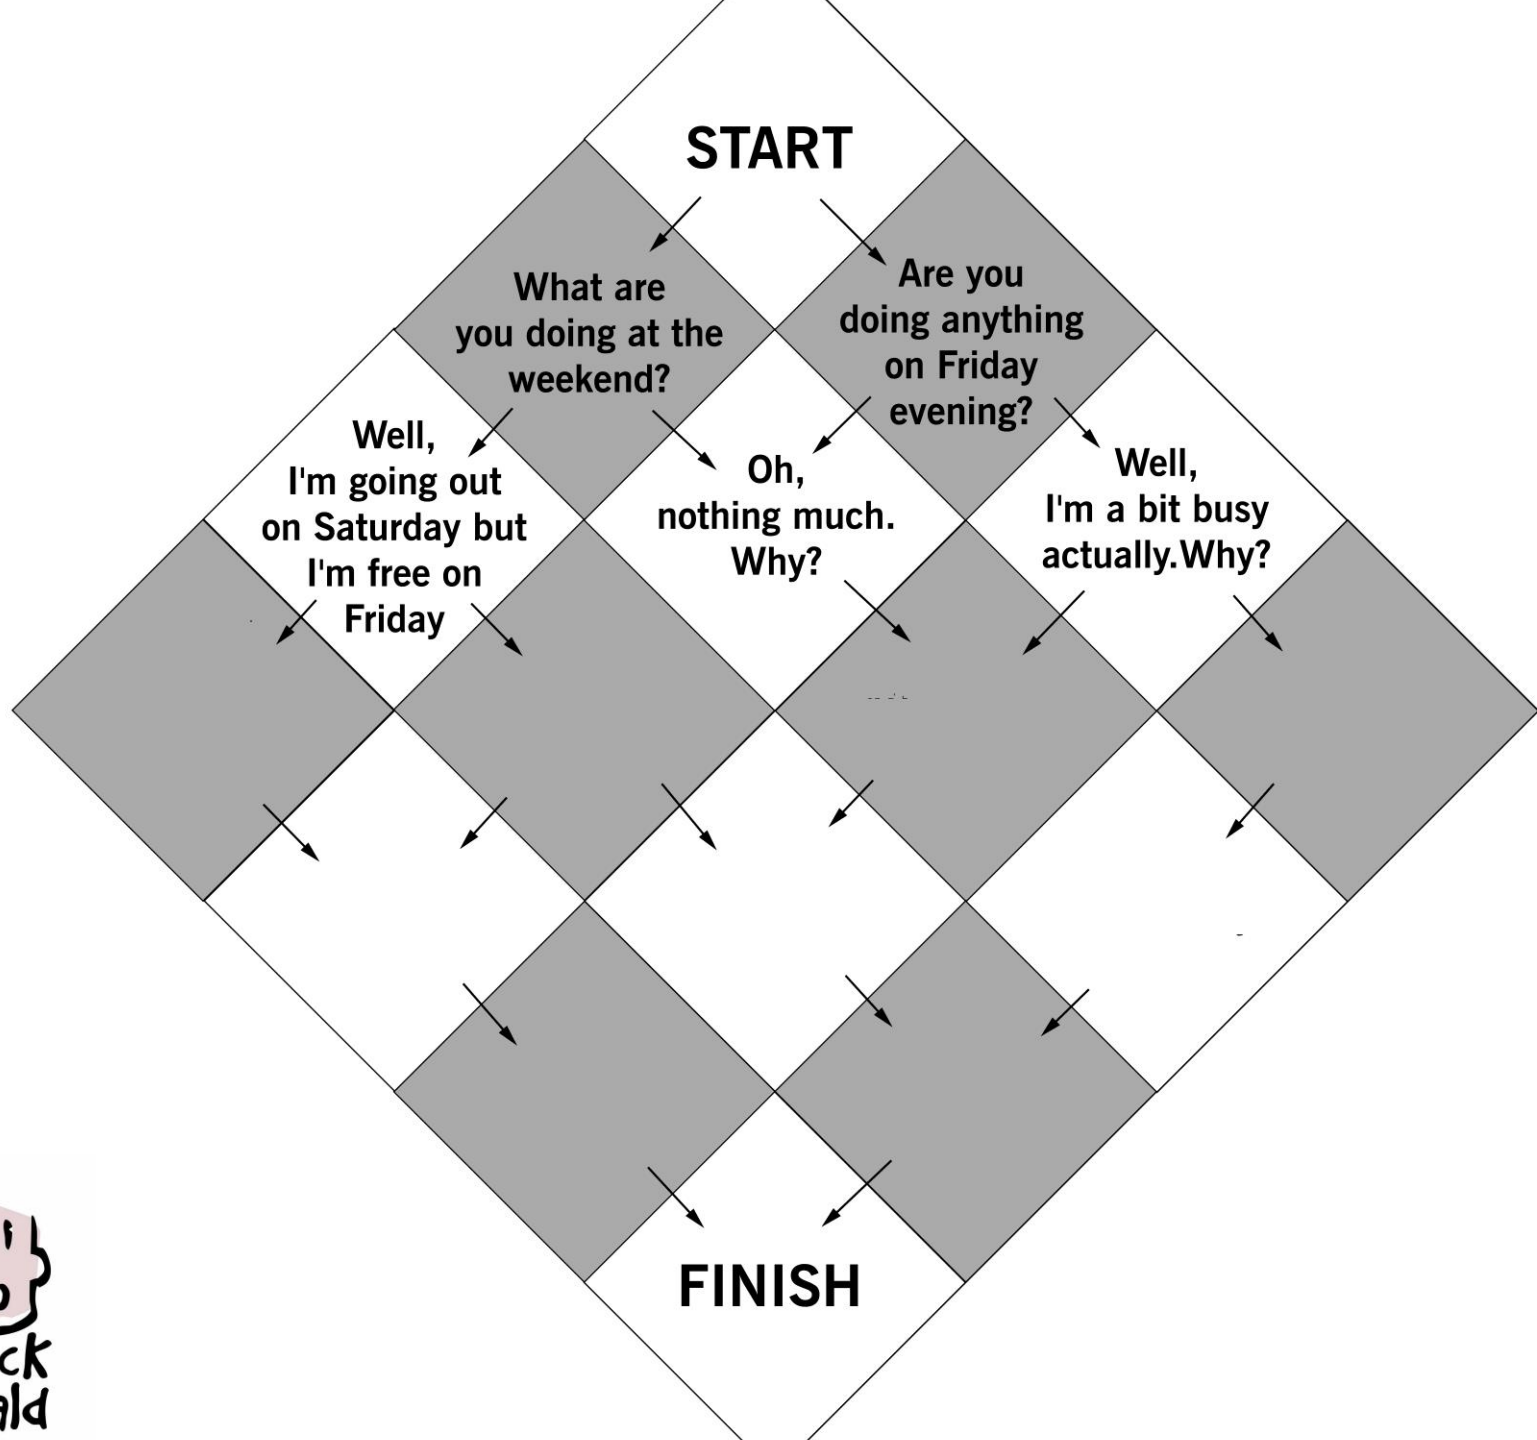 START
What are
you doing at the
weekend?
Are you
doing anything
on Friday
evening?
Well,
I'm going out
on Saturday but
I'm free on
Friday
Oh,
nothing much.
Why?
Well,
I'm a bit busy
actually.Why?
FINISH